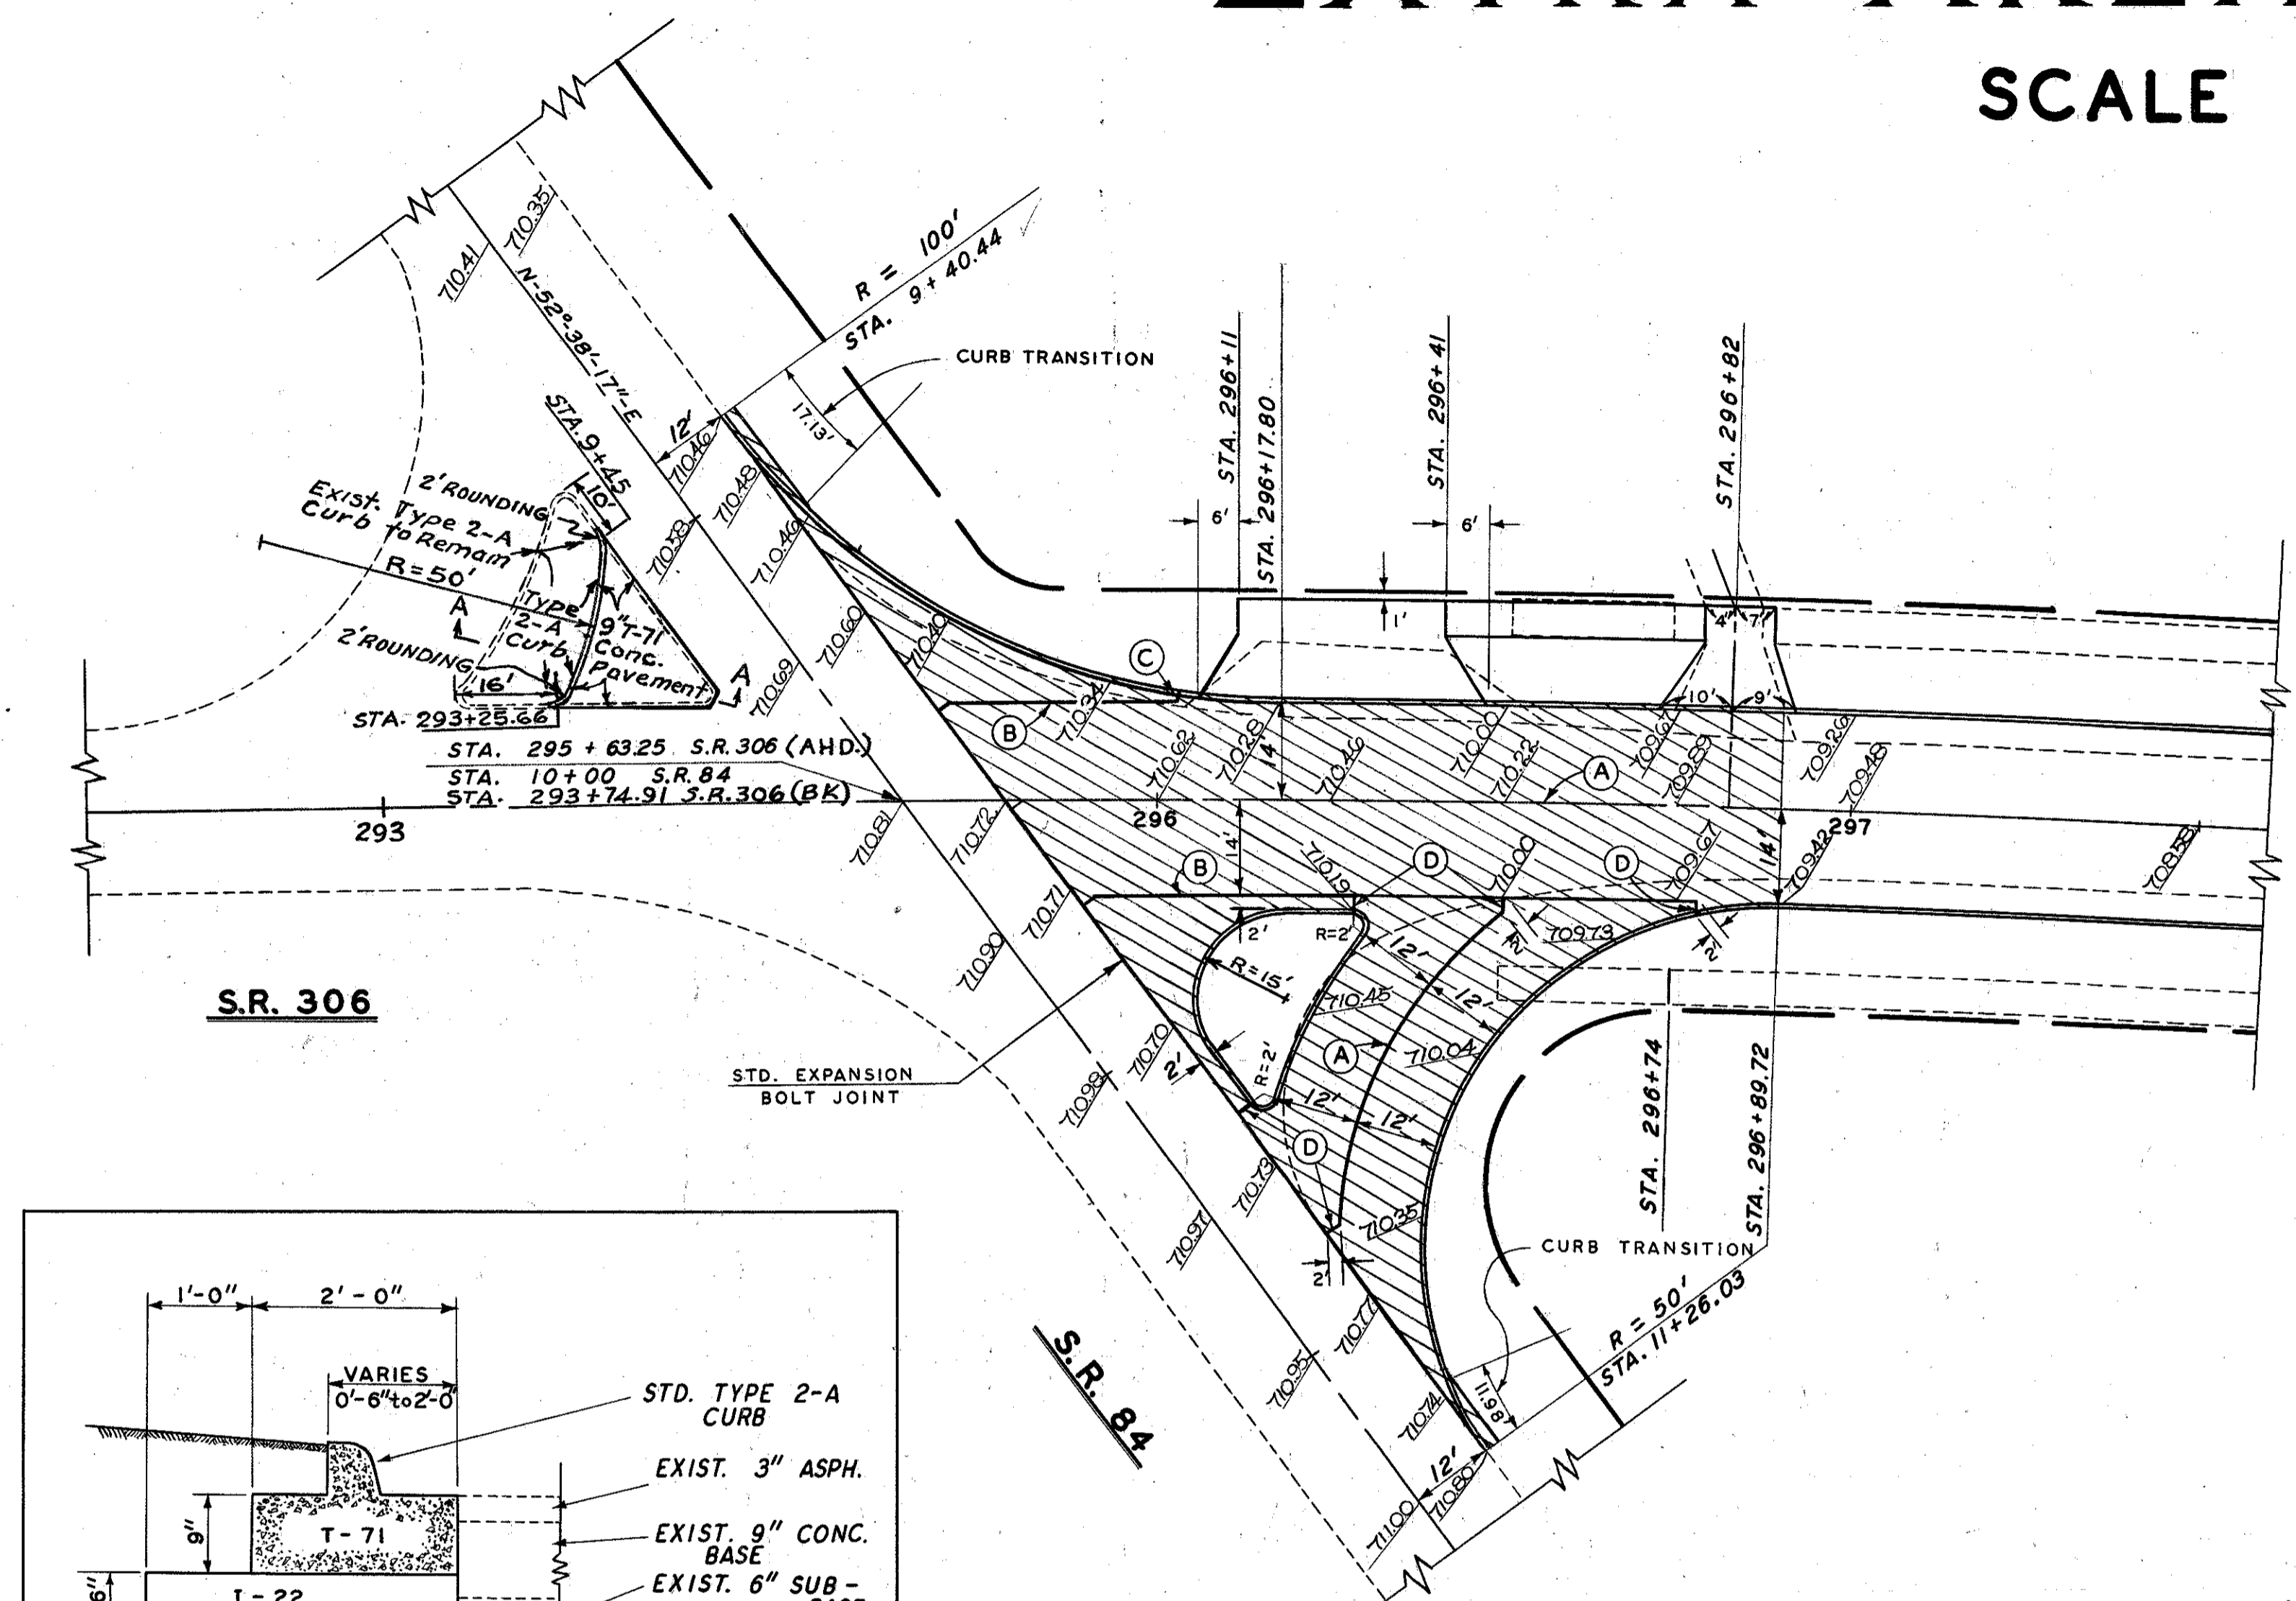 SCALE
710.35
710.41
N-52°-38'-17"-E
R = 100'
STA. 9+40.44
CURB TRANSITION
17.13'
12'
710.46
710.48
710.58
710.46
STA. 9+45
10'
2' ROUNDING
Exist. Type 2-A
Curb to Remain
R=50'
A
Type
2-A
Curb
9" T-71
Conc.
Pavement
A
2' ROUNDING
16'
STA. 293+25.66
STA. 295 + 63.25 S.R. 306 (AHD.)
STA. 10+00 S.R. 84
STA. 293+74.91 S.R. 306 (BK)
293
S.R. 306
710.60
710.69
710.40
710.34
710.81
710.72
710.71
710.90
STA. 296+11
STA. 296+17.80
STA. 296+41
STA. 296+82
6'
6'
1'
4'
7'
10'
9'
C
B
A
B
D
D
710.62
710.28
14'
710.46
710.00
710.22
709.67
709.89
709.26
709.48
296
297
14'
710.19
710.00
709.67
14'
709.42
708.58
2'
R=2'
R=15'
12'
12'
2'
709.73
2'
710.45
A
710.04
R=2'
2'
12'
12'
D
710.35
2'
STD. EXPANSION
BOLT JOINT
710.70
710.98
710.73
710.97
710.77
710.95
710.74
12'
710.80
711.00
S.R. 84
STA. 296+74
STA. 296+89.72
CURB TRANSITION
R = 50'
STA. 11+26.03
11.98'
1'-0"
2'-0"
VARIES
0'-6" to 2'-0"
STD. TYPE 2-A
CURB
EXIST. 3" ASPH.
9"
T-71
EXIST. 9" CONC.
BASE
6"
EXIST. 6" SUB-